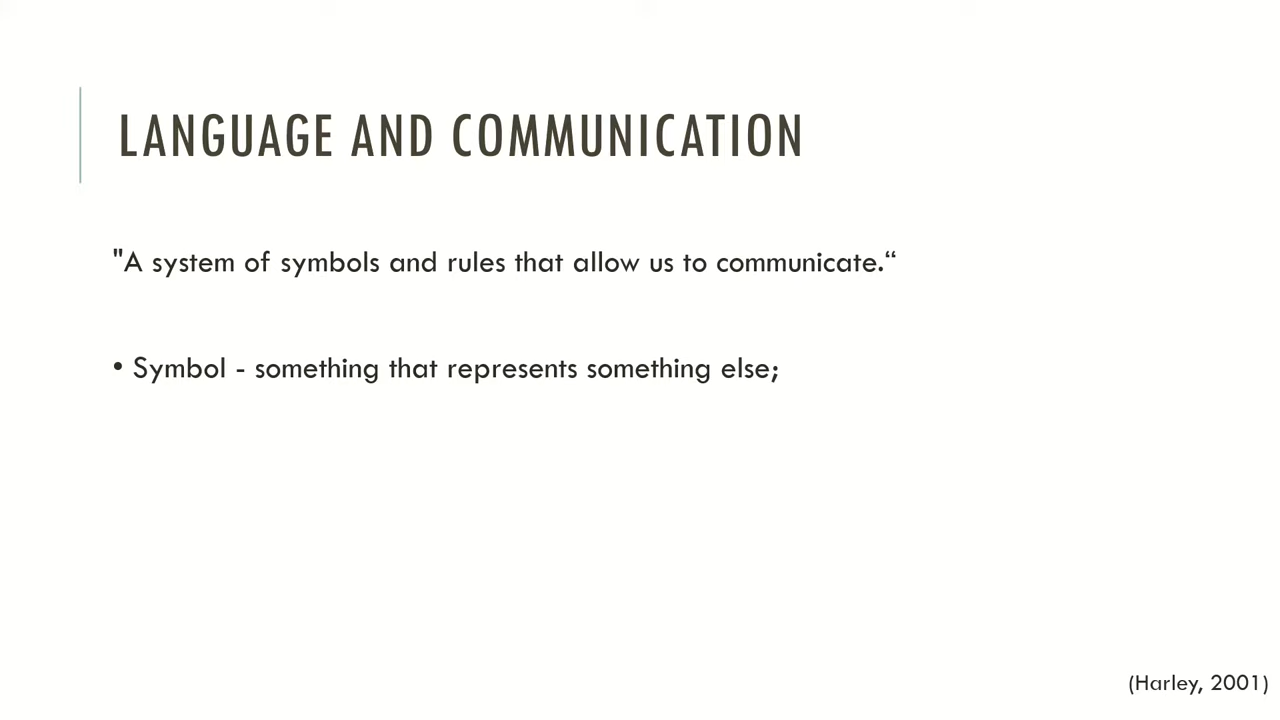 LANGUAGE AND COMMUNICATION
"A system of symbols and rules that allow us to communicate.“
• Symbol - something that represents something else;
(Harley, 2001)